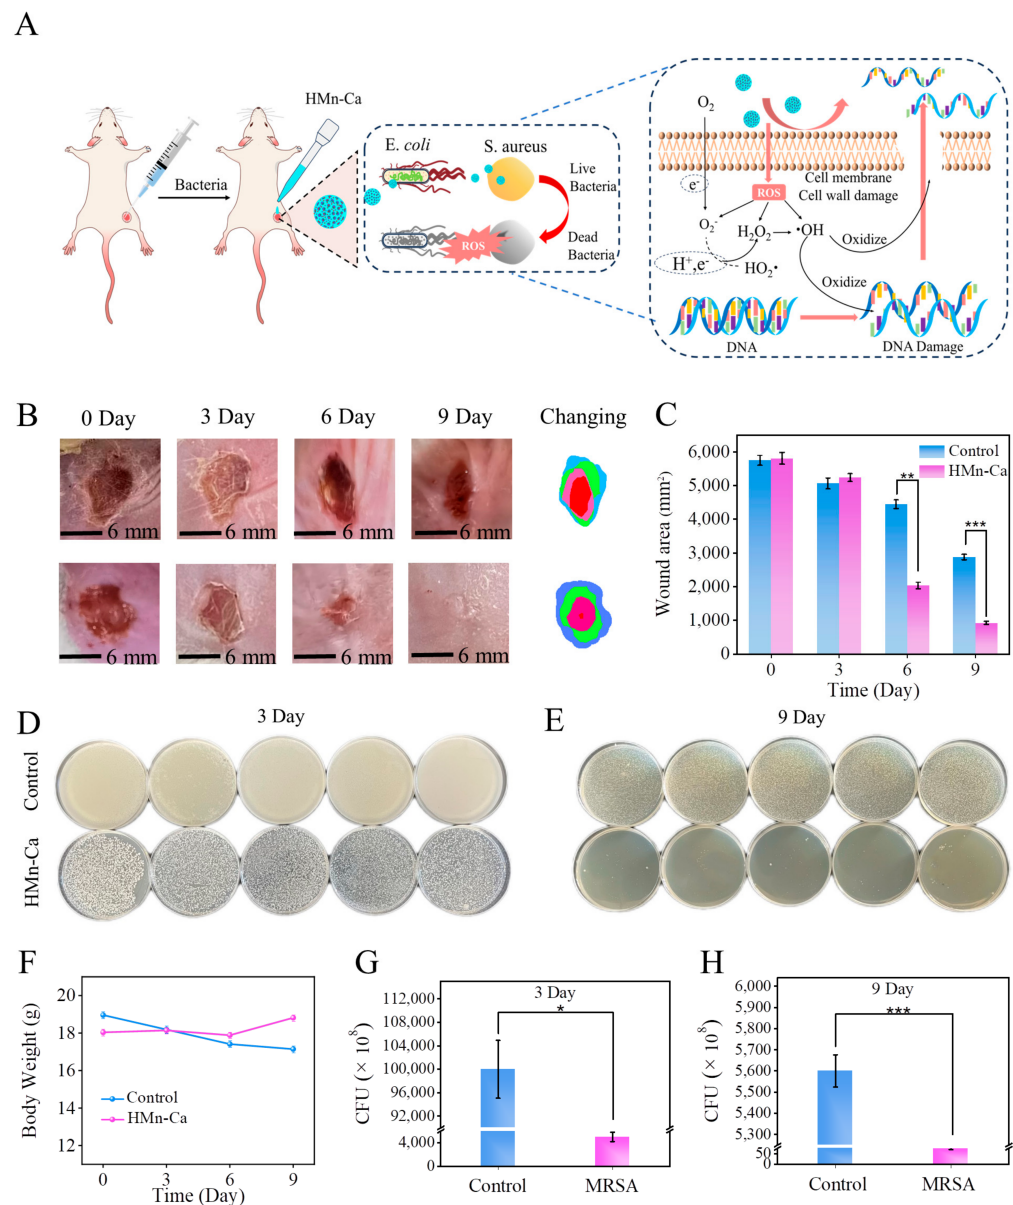 A
HMn-Ca
Bacteria
E. coli
S. aureus
Live
Bacteria
ROS
Dead
Bacteria
O₂
Cell membrane
Cell wall damage
e⁻
ROS
O₂⁻
H₂O₂
•OH
Oxidize
H⁺,e⁻
HO₂•
Oxidize
DNA
DNA Damage
B
0 Day
3 Day
6 Day
9 Day
Changing
6 mm
6 mm
6 mm
6 mm
6 mm
6 mm
6 mm
6 mm
C
Wound area (mm⁻²)
6,000
5,000
4,000
3,000
2,000
1,000
0
Control
HMn-Ca
**
***
0
3
6
9
Time (Day)
D
3 Day
Control
HMn-Ca
E
9 Day
F
Body Weight (g)
20
18
16
14
12
Control
HMn-Ca
0
3
6
9
Time (Day)
G
3 Day
*
CFU (× 10⁸)
112,000
108,000
104,000
100,000
96,000
92,000
4,000
0
Control
MRSA
H
9 Day
***
CFU (× 10⁸)
6,000
5,900
5,800
5,700
5,600
5,500
5,400
5,300
50
0
Control
MRSA